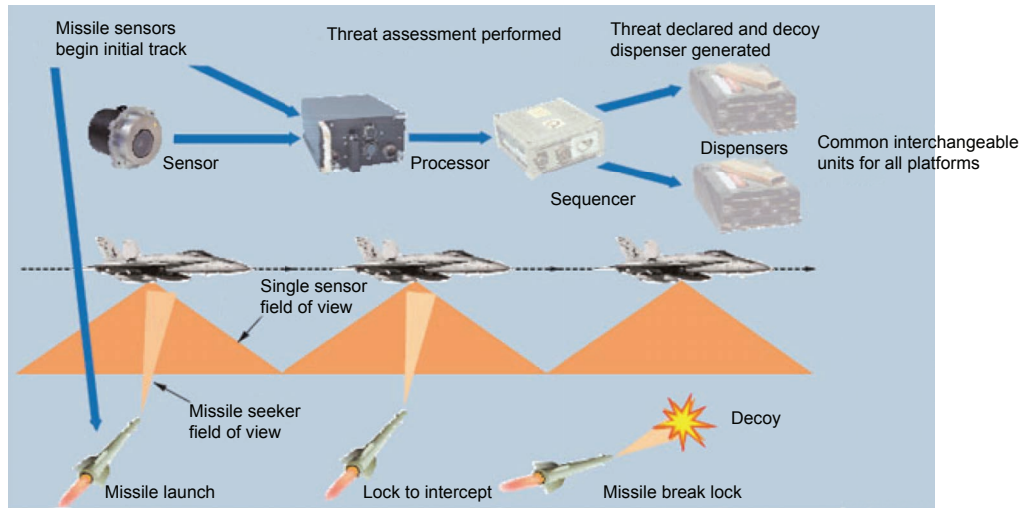 Missile sensors
begin initial track
Threat assessment performed
Threat declared and decoy
dispenser generated
Sensor
Processor
Sequencer
Dispensers
Common interchangeable
units for all platforms
Single sensor
field of view
Missile seeker
field of view
Decoy
Missile launch
Lock to intercept
Missile break lock